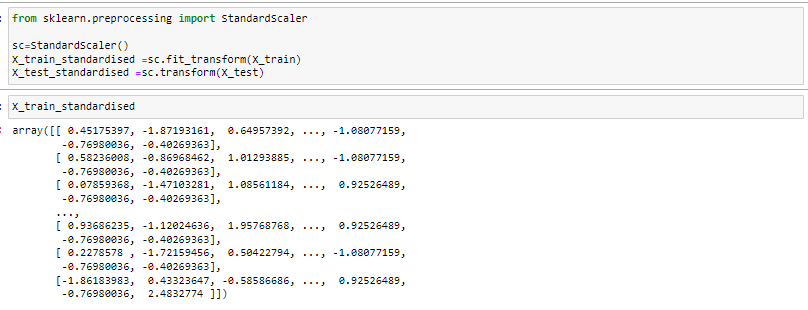 from sklearn.preprocessing import StandardScaler
sc=StandardScaler()
X_train_standardised =sc.fit_transform(X_train)
X_test_standardised =sc.transform(X_test)
X_train_standardised
array([[ 0.45175397, -1.87193161,  0.64957392, ..., -1.08077159,
        -0.76980036, -0.40269363],
       [ 0.58236008, -0.86968462,  1.01293885, ..., -1.08077159,
        -0.76980036, -0.40269363],
       [ 0.07859368, -1.47103281,  1.08561184, ...,  0.92526489,
        -0.76980036, -0.40269363],
       ...,
       [ 0.93686235, -1.12024636,  1.95768768, ...,  0.92526489,
        -0.76980036, -0.40269363],
       [ 0.2278578 , -1.72159456,  0.50422794, ..., -1.08077159,
        -0.76980036, -0.40269363],
       [-1.86183983,  0.43323647, -0.58586686, ...,  0.92526489,
        -0.76980036,  2.4832774 ]])